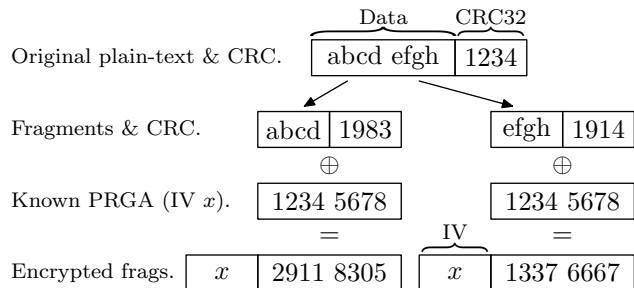 Data CRC32
Original plain-text & CRC. abcd efgh 1234
Fragments & CRC. abcd 1983 efgh 1914
⊕ ⊕
Known PRGA (IV x). 1234 5678 1234 5678
= IV =
Encrypted frags. x 2911 8305 x 1337 6667